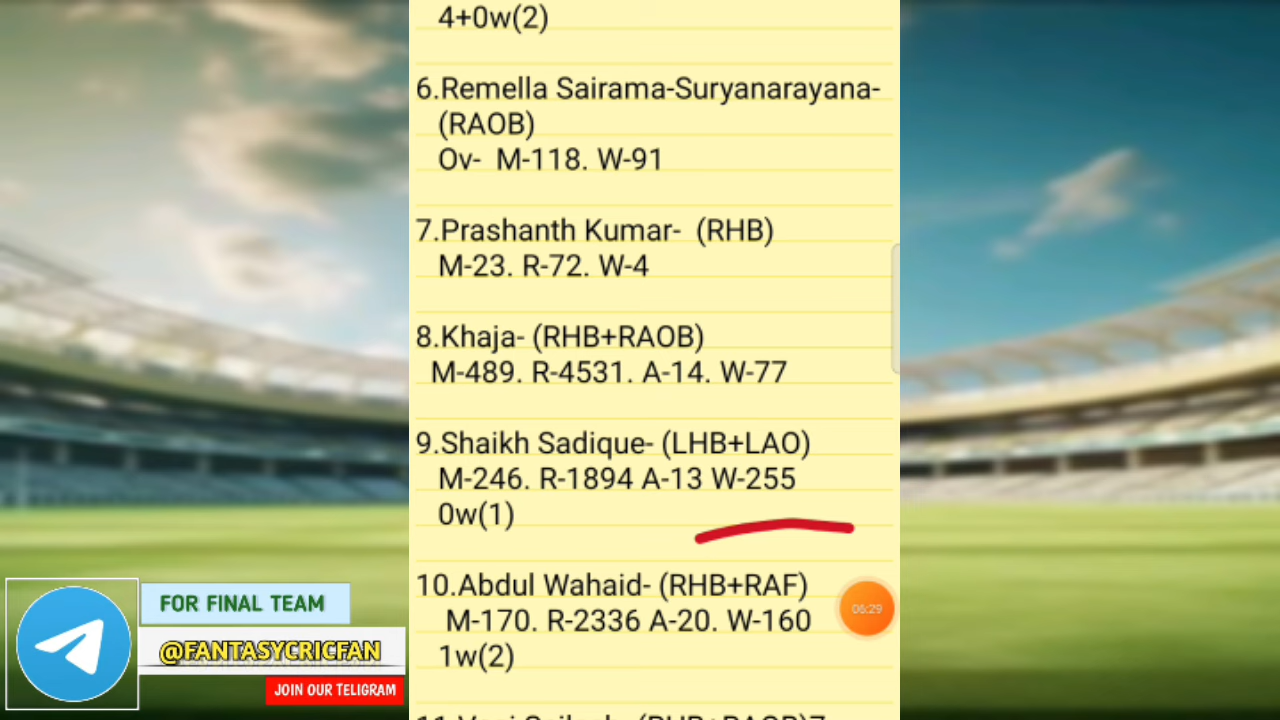 4+0w(2)
6.Remella Sairama-Suryanarayana-
(RAOB)
Ov-  M-118. W-91
7.Prashanth Kumar-  (RHB)
M-23. R-72. W-4
8.Khaja- (RHB+RAOB)
M-489. R-4531. A-14. W-77
9.Shaikh Sadique- (LHB+LAO)
M-246. R-1894 A-13 W-255
0w(1)
10.Abdul Wahaid- (RHB+RAF)
M-170. R-2336 A-20. W-160
1w(2)
06:29
FOR FINAL TEAM
@FANTASYCRICFAN
JOIN OUR TELIGRAM